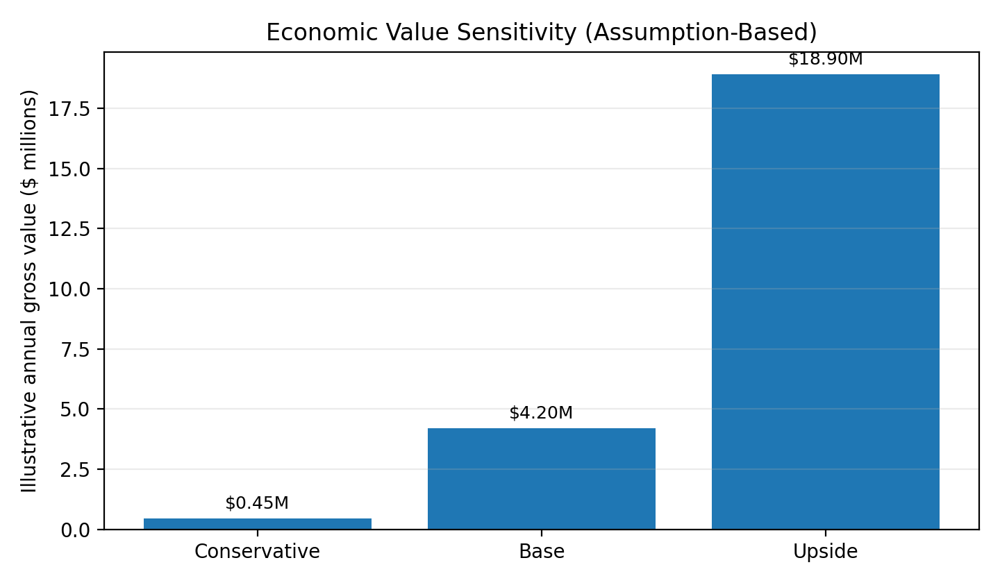 Economic Value Sensitivity (Assumption-Based)
Illustrative annual gross value ($ millions)
17.5
15.0
12.5
10.0
7.5
5.0
2.5
0.0
$0.45M
$4.20M
$18.90M
Conservative
Base
Upside